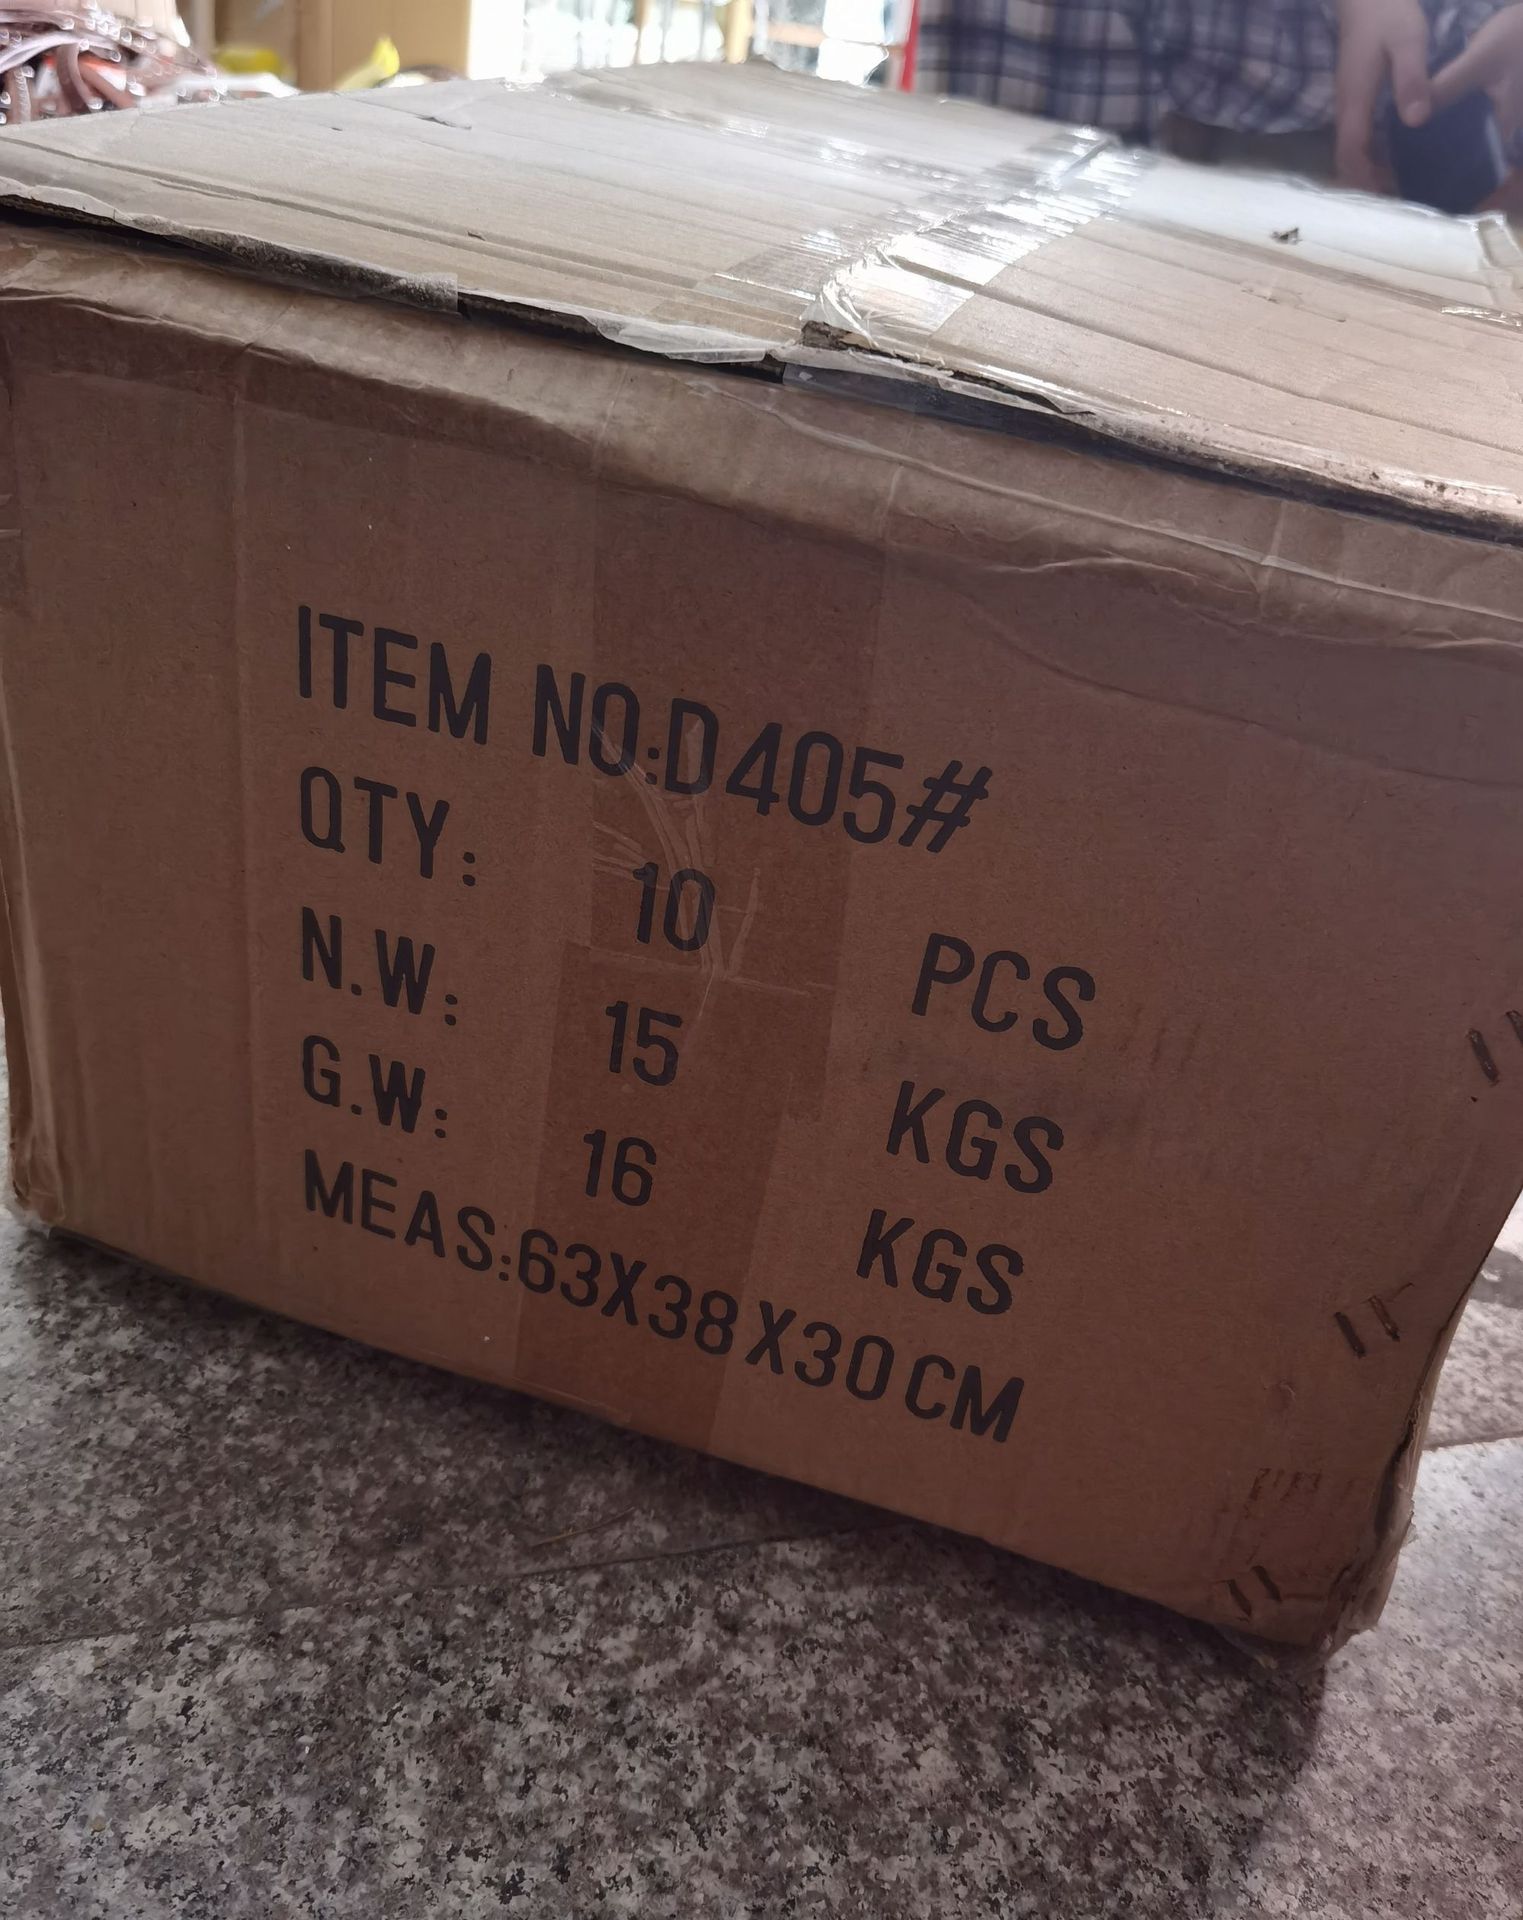 ITEM NO:D405#
QTY: 10 PCS
N.W: 15 KGS
G.W: 16 KGS
MEAS:63X38X30CM